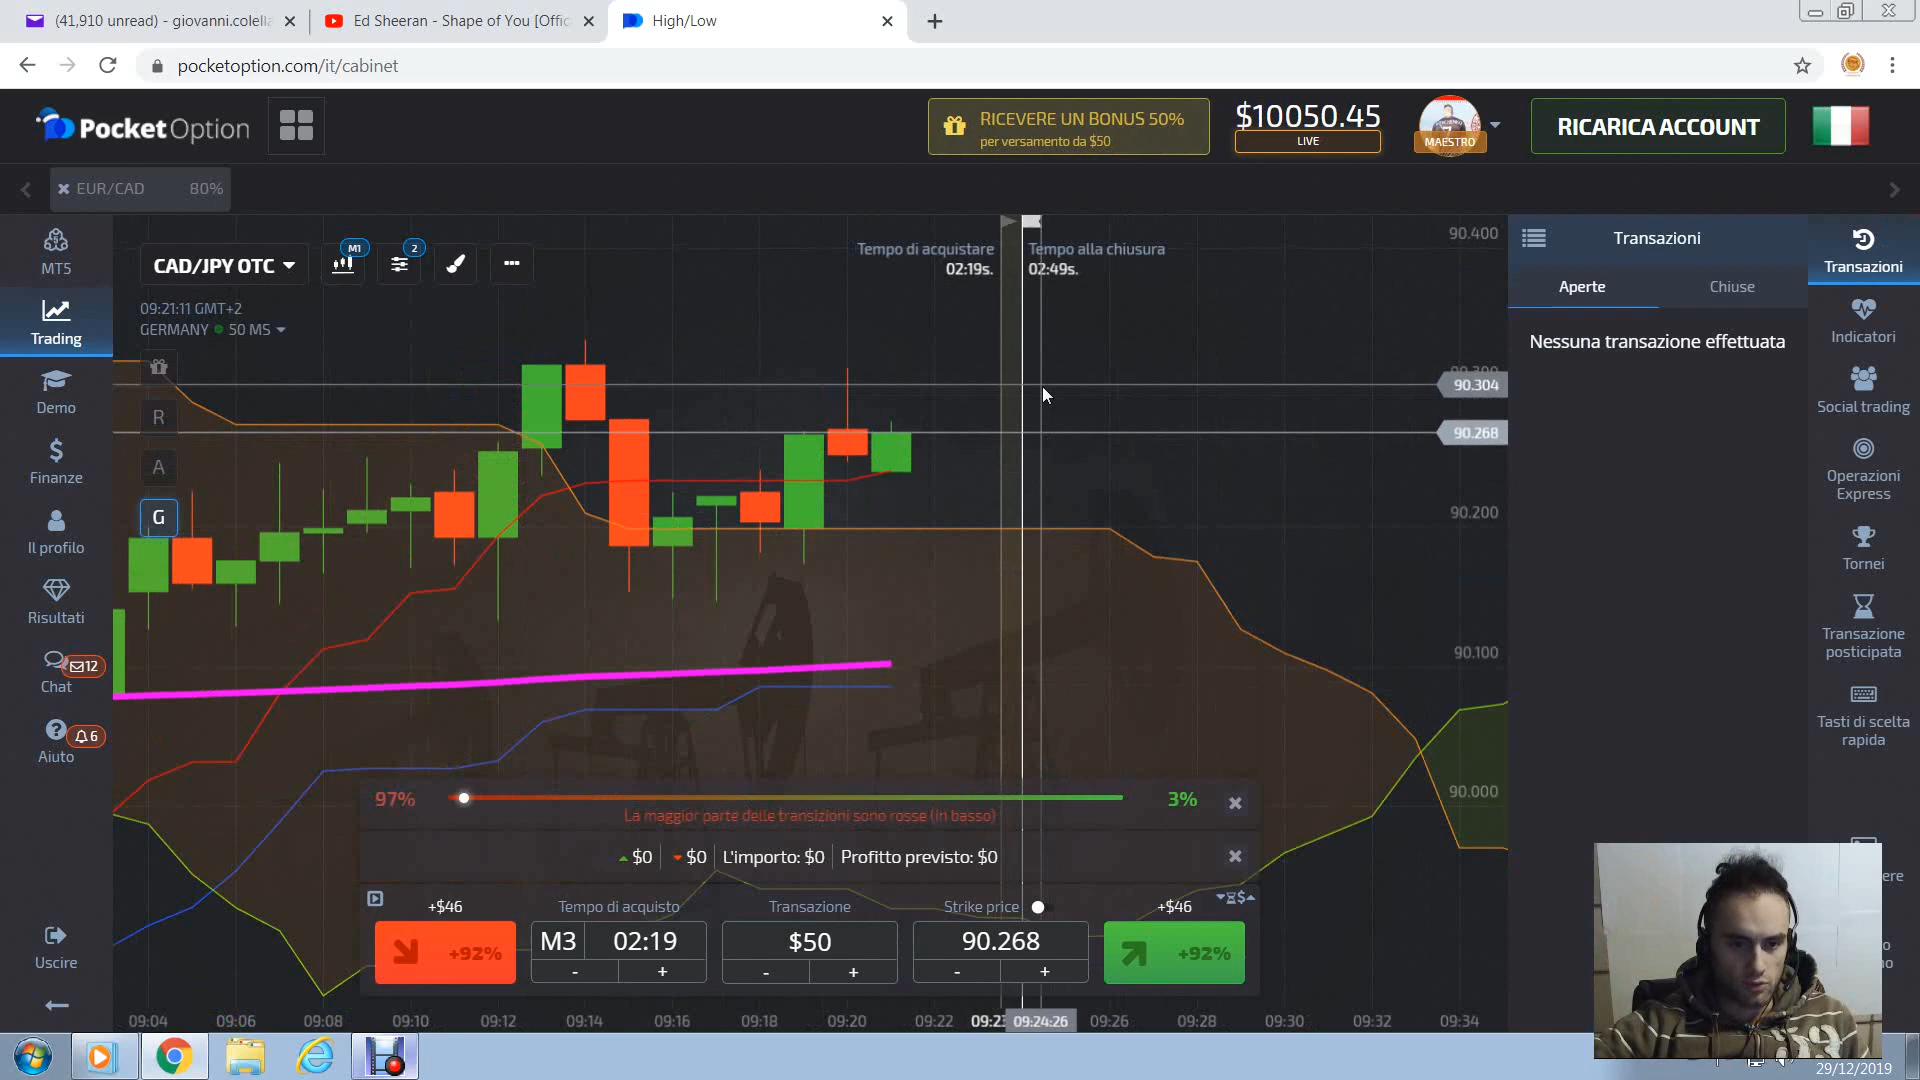 (41,910 unread) - giovanni.colella
Ed Sheeran - Shape of You [Offic
High/Low
pocketoption.com/it/cabinet
PocketOption
RICEVERE UN BONUS 50%
per versamento da $50
$10050.45
LIVE
MAESTRO
RICARICA ACCOUNT
EUR/CAD 80%
MT5
Trading
Demo
Finanze
Il profilo
Risultati
Chat
12
Aiuto
6
Uscire
CAD/JPY OTC
M1
2
09:21:11 GMT+2
GERMANY 50 MS
R
A
G
Tempo di acquistare
02:19s.
Tempo alla chiusura
02:49s.
90.400
90.304
90.268
90.200
90.100
90.000
97%
3%
La maggior parte delle transizioni sono rosse (in basso)
$0 $0 L'importo: $0 Profitto previsto: $0
+$46
Tempo di acquisto
Transazione
Strike price
+$46
+92%
M3 02:19
$50
90.268
+92%
- +
- +
- +
09:04 09:06 09:08 09:10 09:12 09:14 09:16 09:18 09:20 09:22 09:23 09:24:26 09:26 09:28 09:30 09:32 09:34
Transazioni
Aperte
Chiuse
Nessuna transazione effettuata
Transazioni
Indicatori
Social trading
Operazioni
Express
Tornei
Transazione
posticipata
Tasti di scelta
rapida
29/12/2019